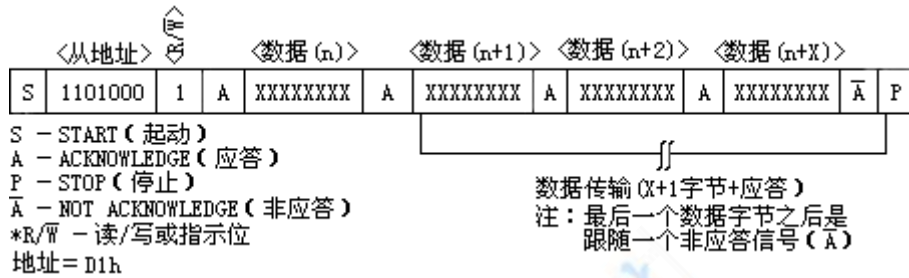 <R/W̅>
<从地址> <数据(n)> <数据(n+1)> <数据(n+2)> <数据(n+X)>
S 1101000 1 A XXXXXXXX A XXXXXXXX A XXXXXXXX A XXXXXXXX A̅ P
S - START(起动)
A - ACKNOWLEDGE(应答)
P - STOP(停止)
A̅ - NOT ACKNOWLEDGE(非应答)
*R/W̅ - 读/写或指示位
地址=D1h
数据传输(X+1字节+应答)
注:最后一个数据字节之后是
跟随一个非应答信号(A̅)